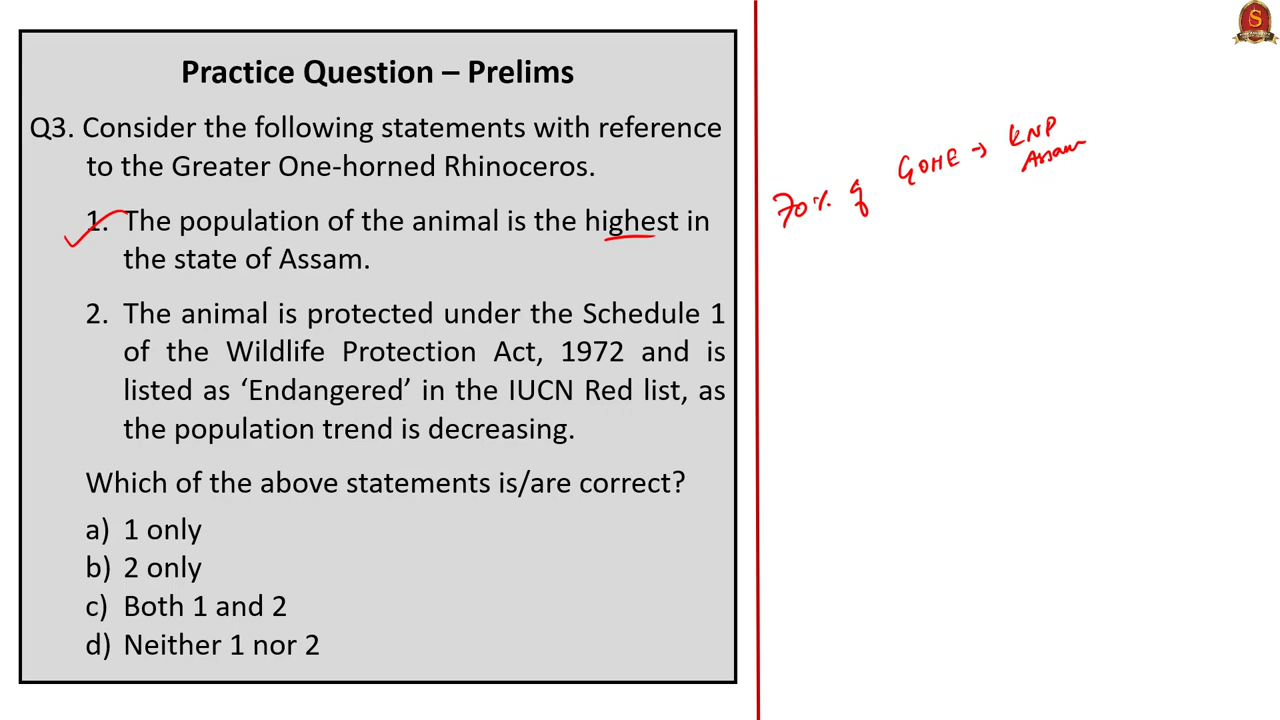 Practice Question – Prelims
Q3. Consider the following statements with reference
to the Greater One-horned Rhinoceros.
1. The population of the animal is the highest in
the state of Assam.
2. The animal is protected under the Schedule 1
of the Wildlife Protection Act, 1972 and is
listed as ‘Endangered’ in the IUCN Red list, as
the population trend is decreasing.
Which of the above statements is/are correct?
a) 1 only
b) 2 only
c) Both 1 and 2
d) Neither 1 nor 2
70% of GOHR → KNP
Assam
S